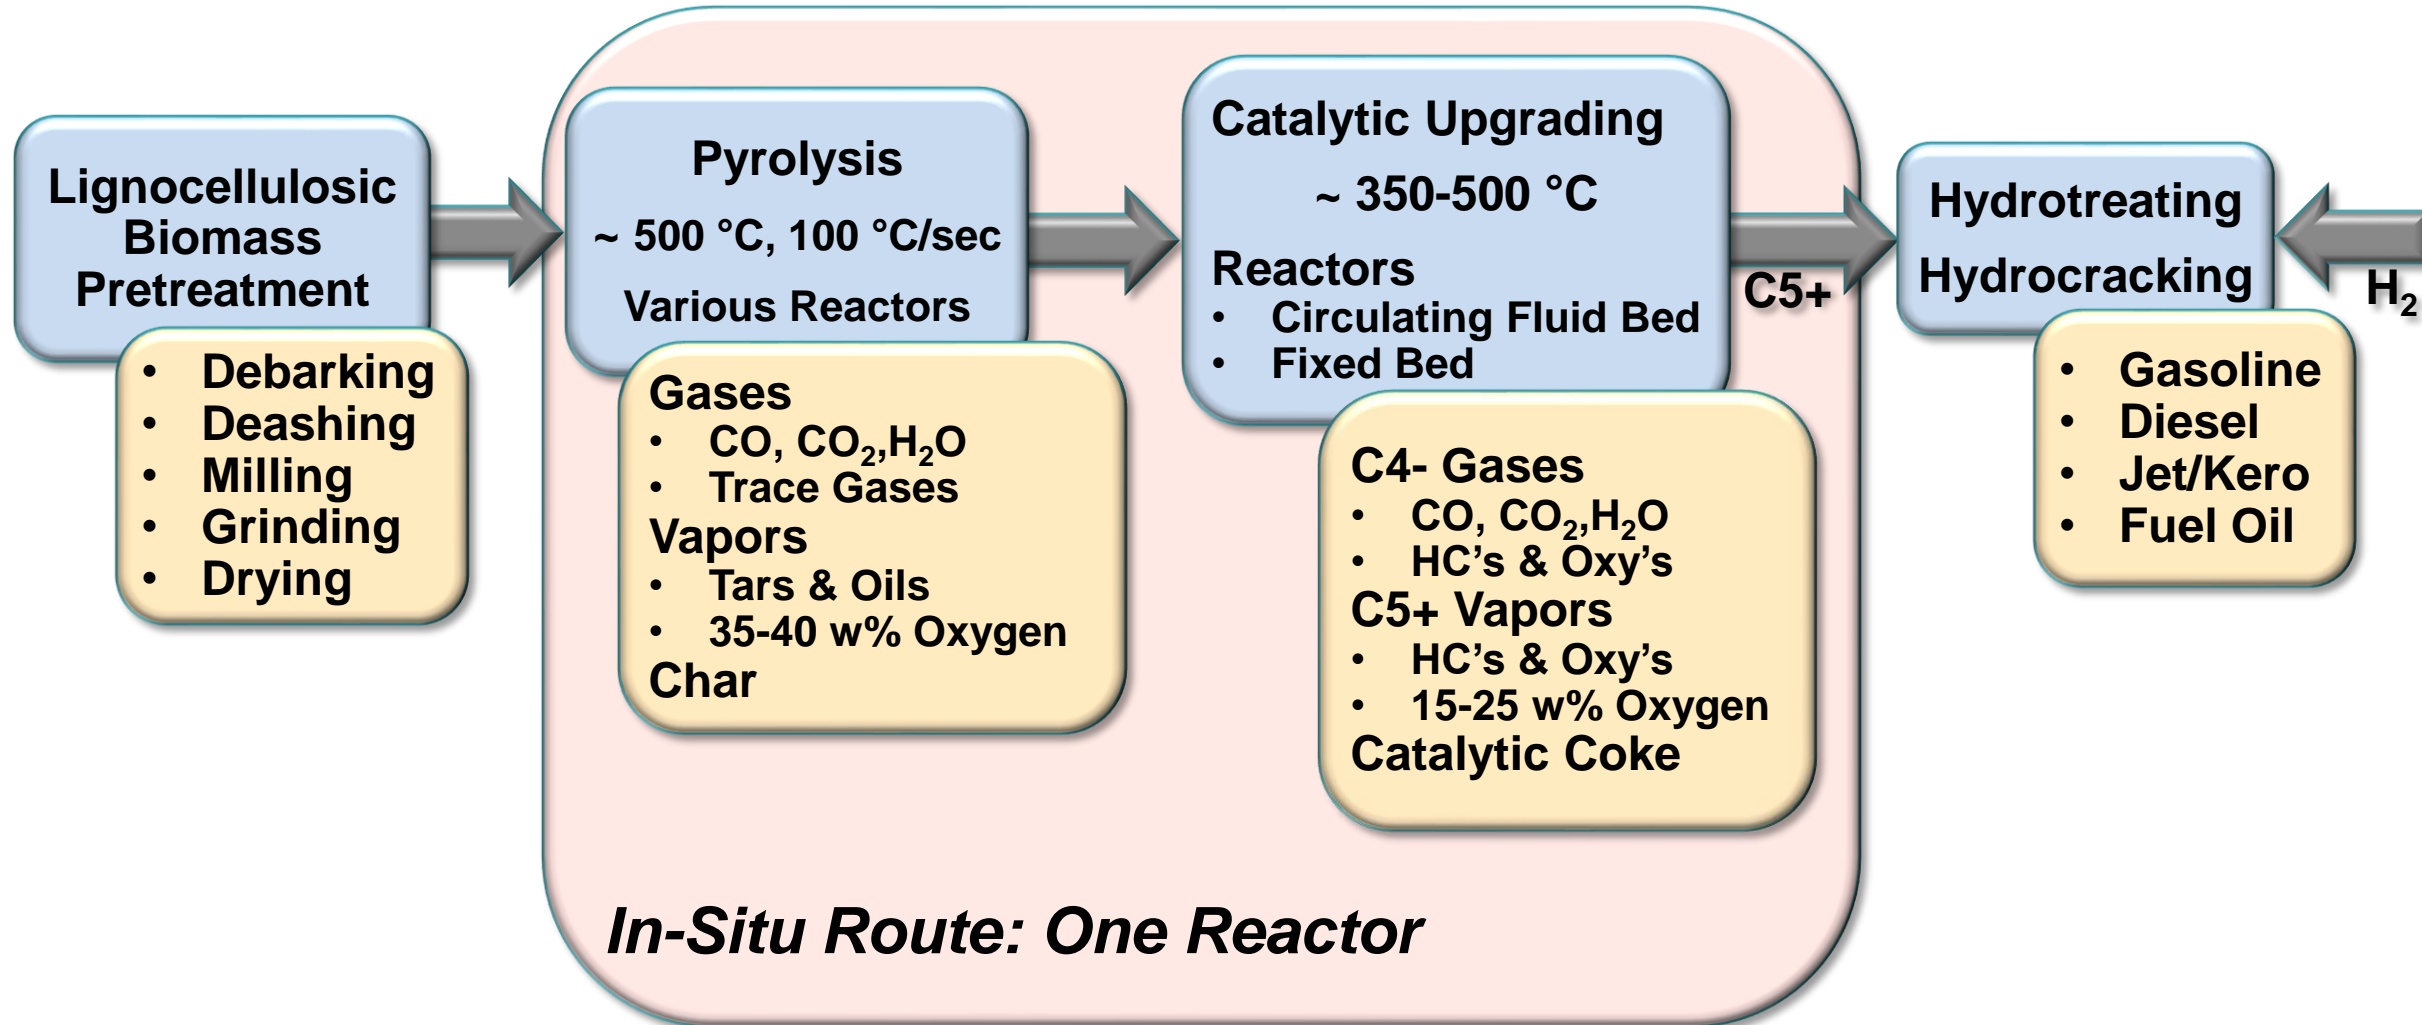 Lignocellulosic
Biomass
Pretreatment
• Debarking
• Deashing
• Milling
• Grinding
• Drying
Pyrolysis
~ 500 °C, 100 °C/sec
Various Reactors
Gases
• CO, CO₂,H₂O
• Trace Gases
Vapors
• Tars & Oils
• 35-40 w% Oxygen
Char
Catalytic Upgrading
~ 350-500 °C
Reactors
• Circulating Fluid Bed
• Fixed Bed
C4- Gases
• CO, CO₂,H₂O
• HC’s & Oxy’s
C5+ Vapors
• HC’s & Oxy’s
• 15-25 w% Oxygen
Catalytic Coke
In-Situ Route: One Reactor
C5+
Hydrotreating
Hydrocracking
• Gasoline
• Diesel
• Jet/Kero
• Fuel Oil
H₂